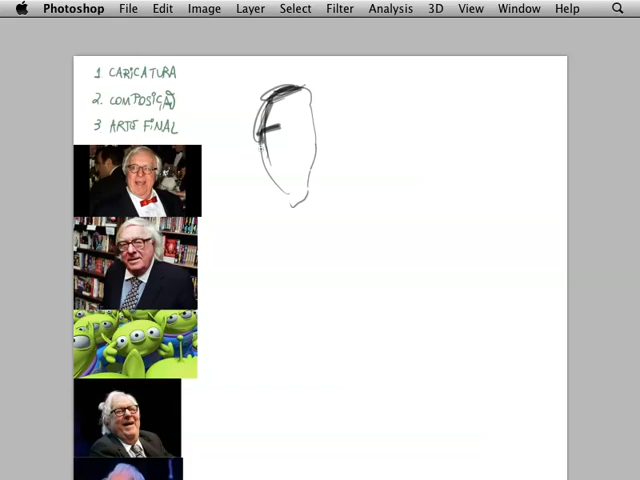 Photoshop File Edit Image Layer Select Filter Analysis 3D View Window Help
1 CARICATURA
2. COMPOSIÇÃO
3 ARTE FINAL